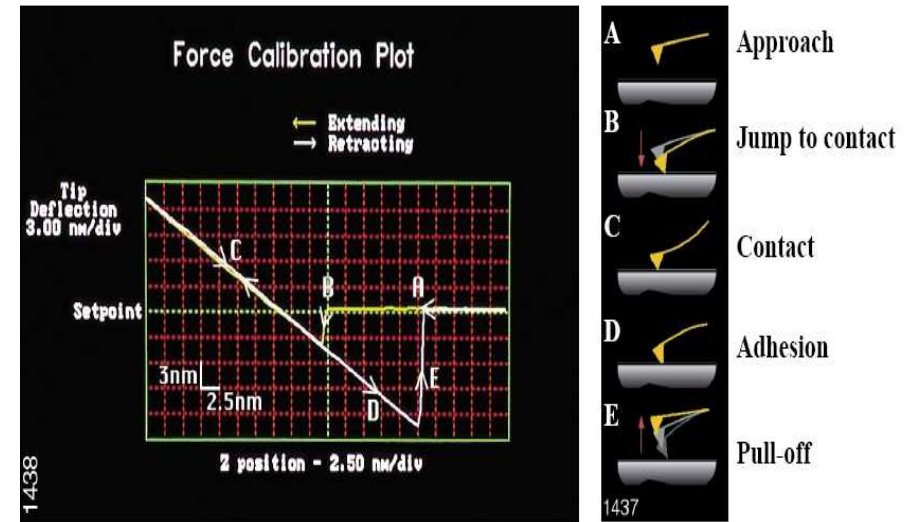 Force Calibration Plot
Extending
Retracting
Tip
Deflection
3.00 nm/div
C
B
A
Setpoint
3nm
2.5nm
D
E
Z position - 2.50 nm/div
1438
A
Approach
B
Jump to contact
C
Contact
D
Adhesion
E
Pull-off
1437